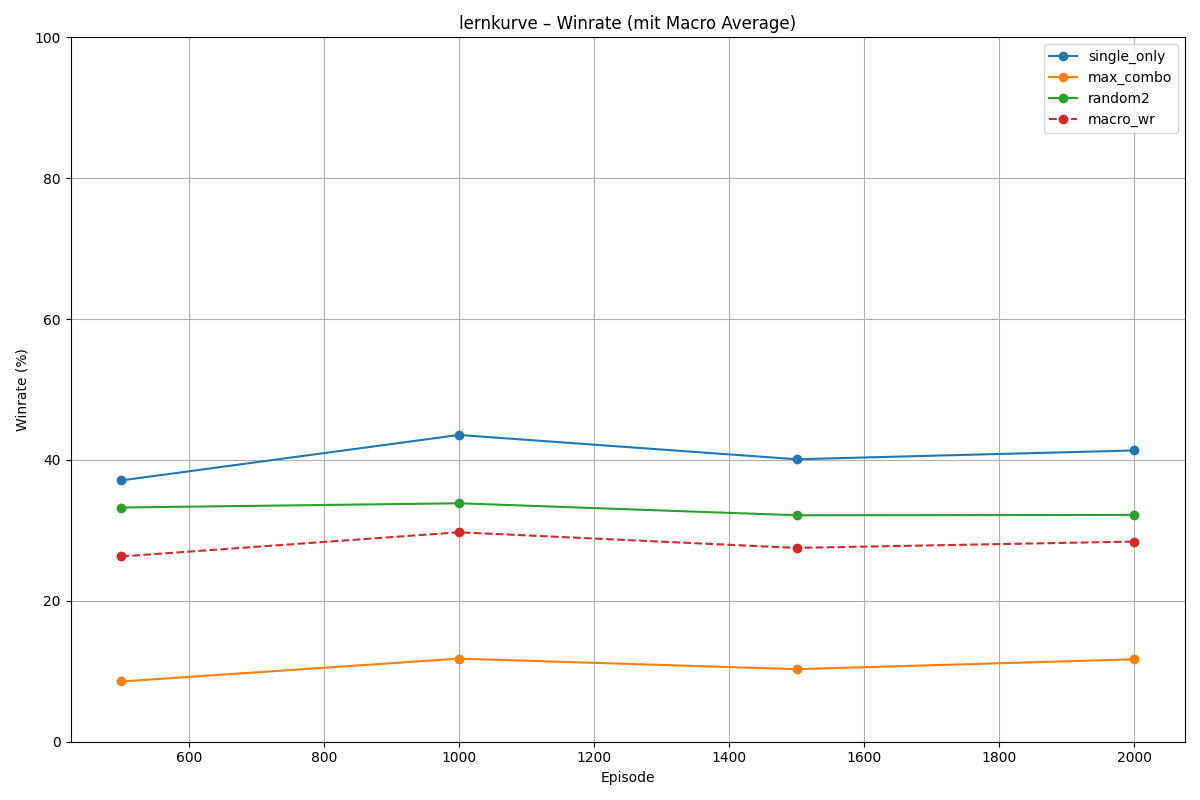 lernkurve – Winrate (mit Macro Average)
100
80
60
40
20
0
Winrate (%)
single_only
max_combo
random2
macro_wr
600 800 1000 1200 1400 1600 1800 2000
Episode